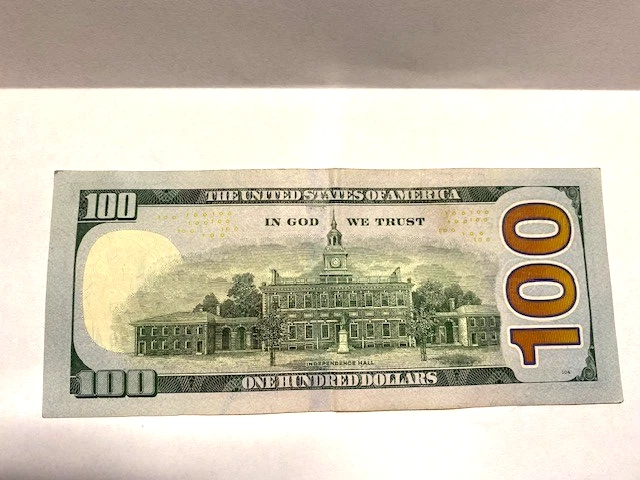 THE UNITED STATES OF AMERICA
100
IN GOD WE TRUST
100
INDEPENDENCE HALL
100
ONE HUNDRED DOLLARS